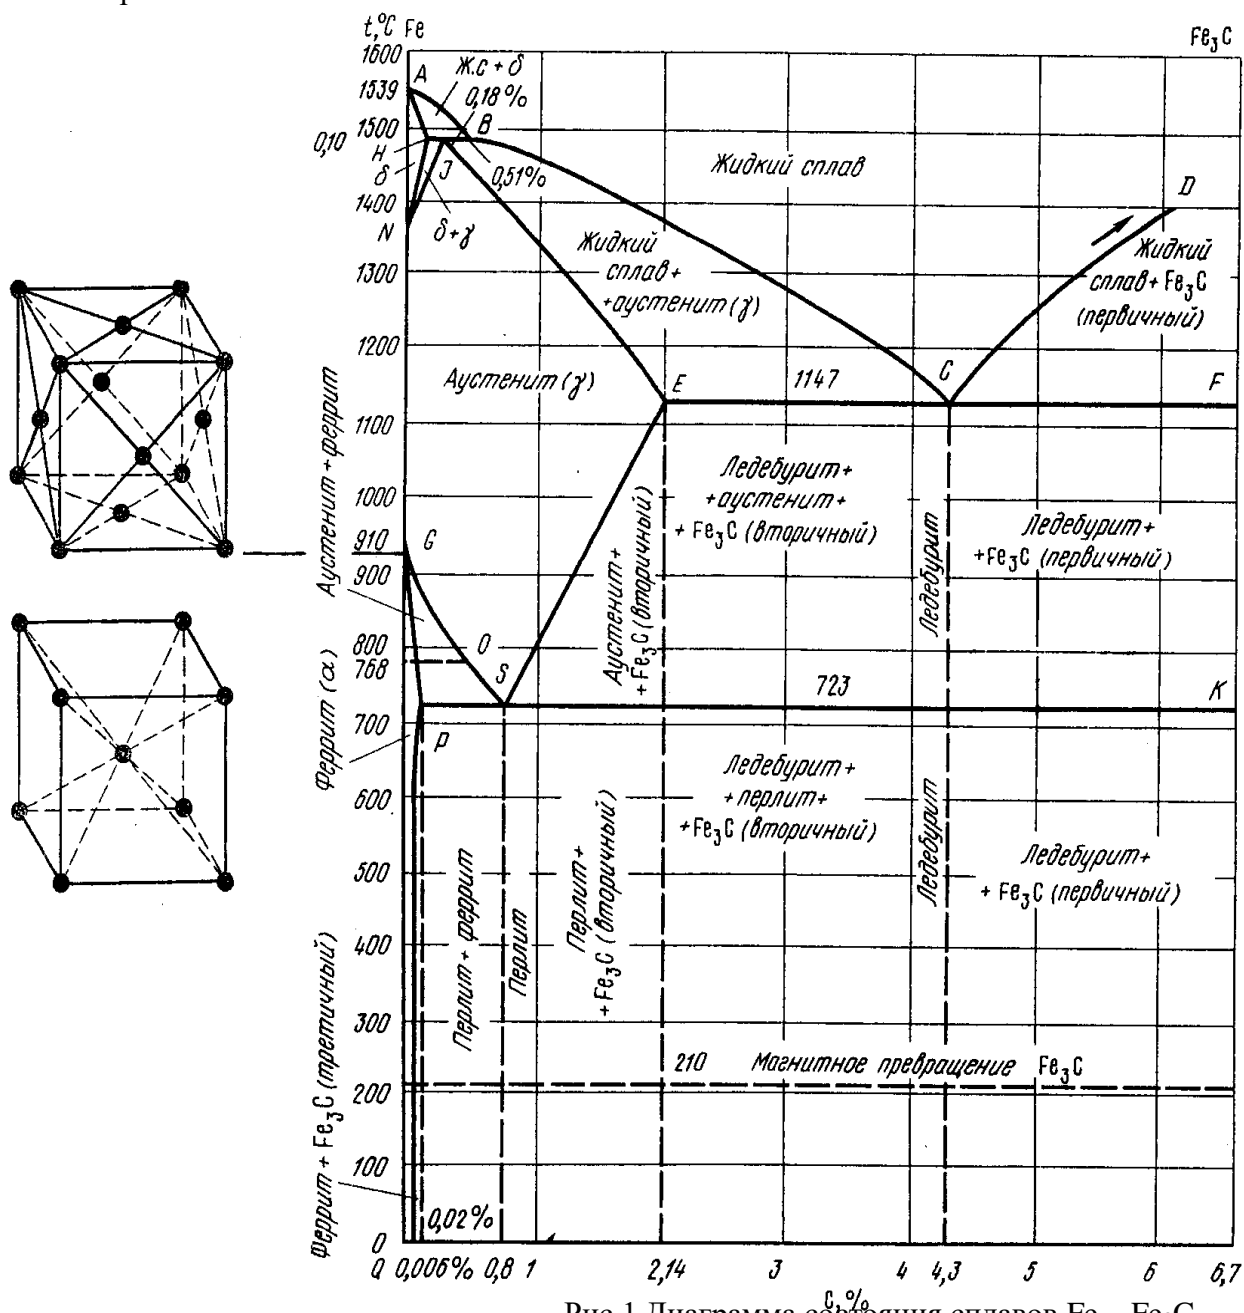 t,°C Fe
Fe₃C
1600
1539
1500
1400
1300
1200
1100
1000
910
900
800
768
700
600
500
400
300
200
100
0
A
Ж.с + δ
0,18%
B
0,10
H
δ
J
0,51%
N
δ+γ
Жидкий сплав
D
Жидкий
сплав+
+аустенит(γ)
Жидкий
сплав+Fe₃C
(первичный)
Аустенит(γ)
E
1147
C
F
Аустенит+феррит
G
Ледебурит+
+аустенит+
+Fe₃C (вторичный)
Аустенит+
+Fe₃C(вторичный)
Ледебурит
Ледебурит+
+Fe₃C (первичный)
O
S
723
K
Феррит (α)
P
Ледебурит+
+перлит+
+Fe₃C (вторичный)
Перлит+феррит
Перлит
Перлит+
+Fe₃C (вторичный)
Ледебурит
Ледебурит+
+ Fe₃C (первичный)
210 Магнитное превращение Fe₃C
Феррит + Fe₃C (третичный)
0,02%
Q 0,006% 0,8 1 2,14 3 4 4,3 5 6 6,7
C,%
Рис.1 Диаграмма состояния сплавов Fe – Fe₃C